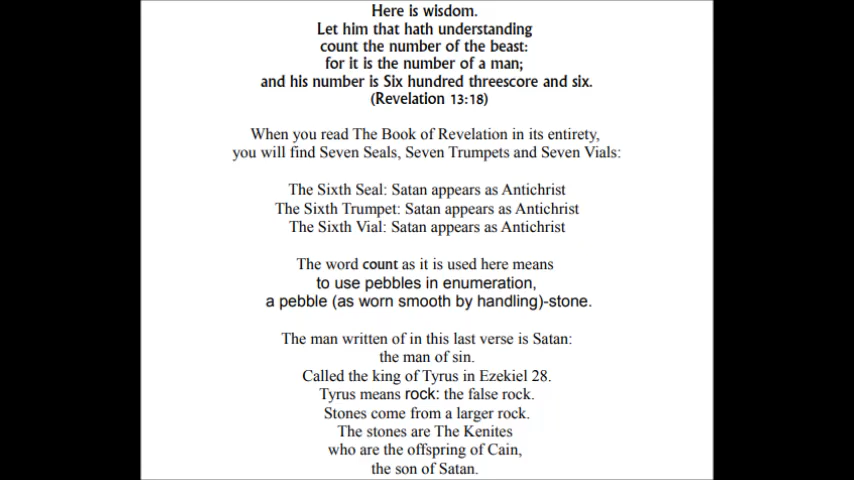 Here is wisdom.
Let him that hath understanding
count the number of the beast:
for it is the number of a man;
and his number is Six hundred threescore and six.
(Revelation 13:18)
When you read The Book of Revelation in its entirety,
you will find Seven Seals, Seven Trumpets and Seven Vials:
The Sixth Seal: Satan appears as Antichrist
The Sixth Trumpet: Satan appears as Antichrist
The Sixth Vial: Satan appears as Antichrist
The word count as it is used here means
to use pebbles in enumeration,
a pebble (as worn smooth by handling)-stone.
The man written of in this last verse is Satan:
the man of sin.
Called the king of Tyrus in Ezekiel 28.
Tyrus means rock: the false rock.
Stones come from a larger rock.
The stones are The Kenites
who are the offspring of Cain,
the son of Satan.